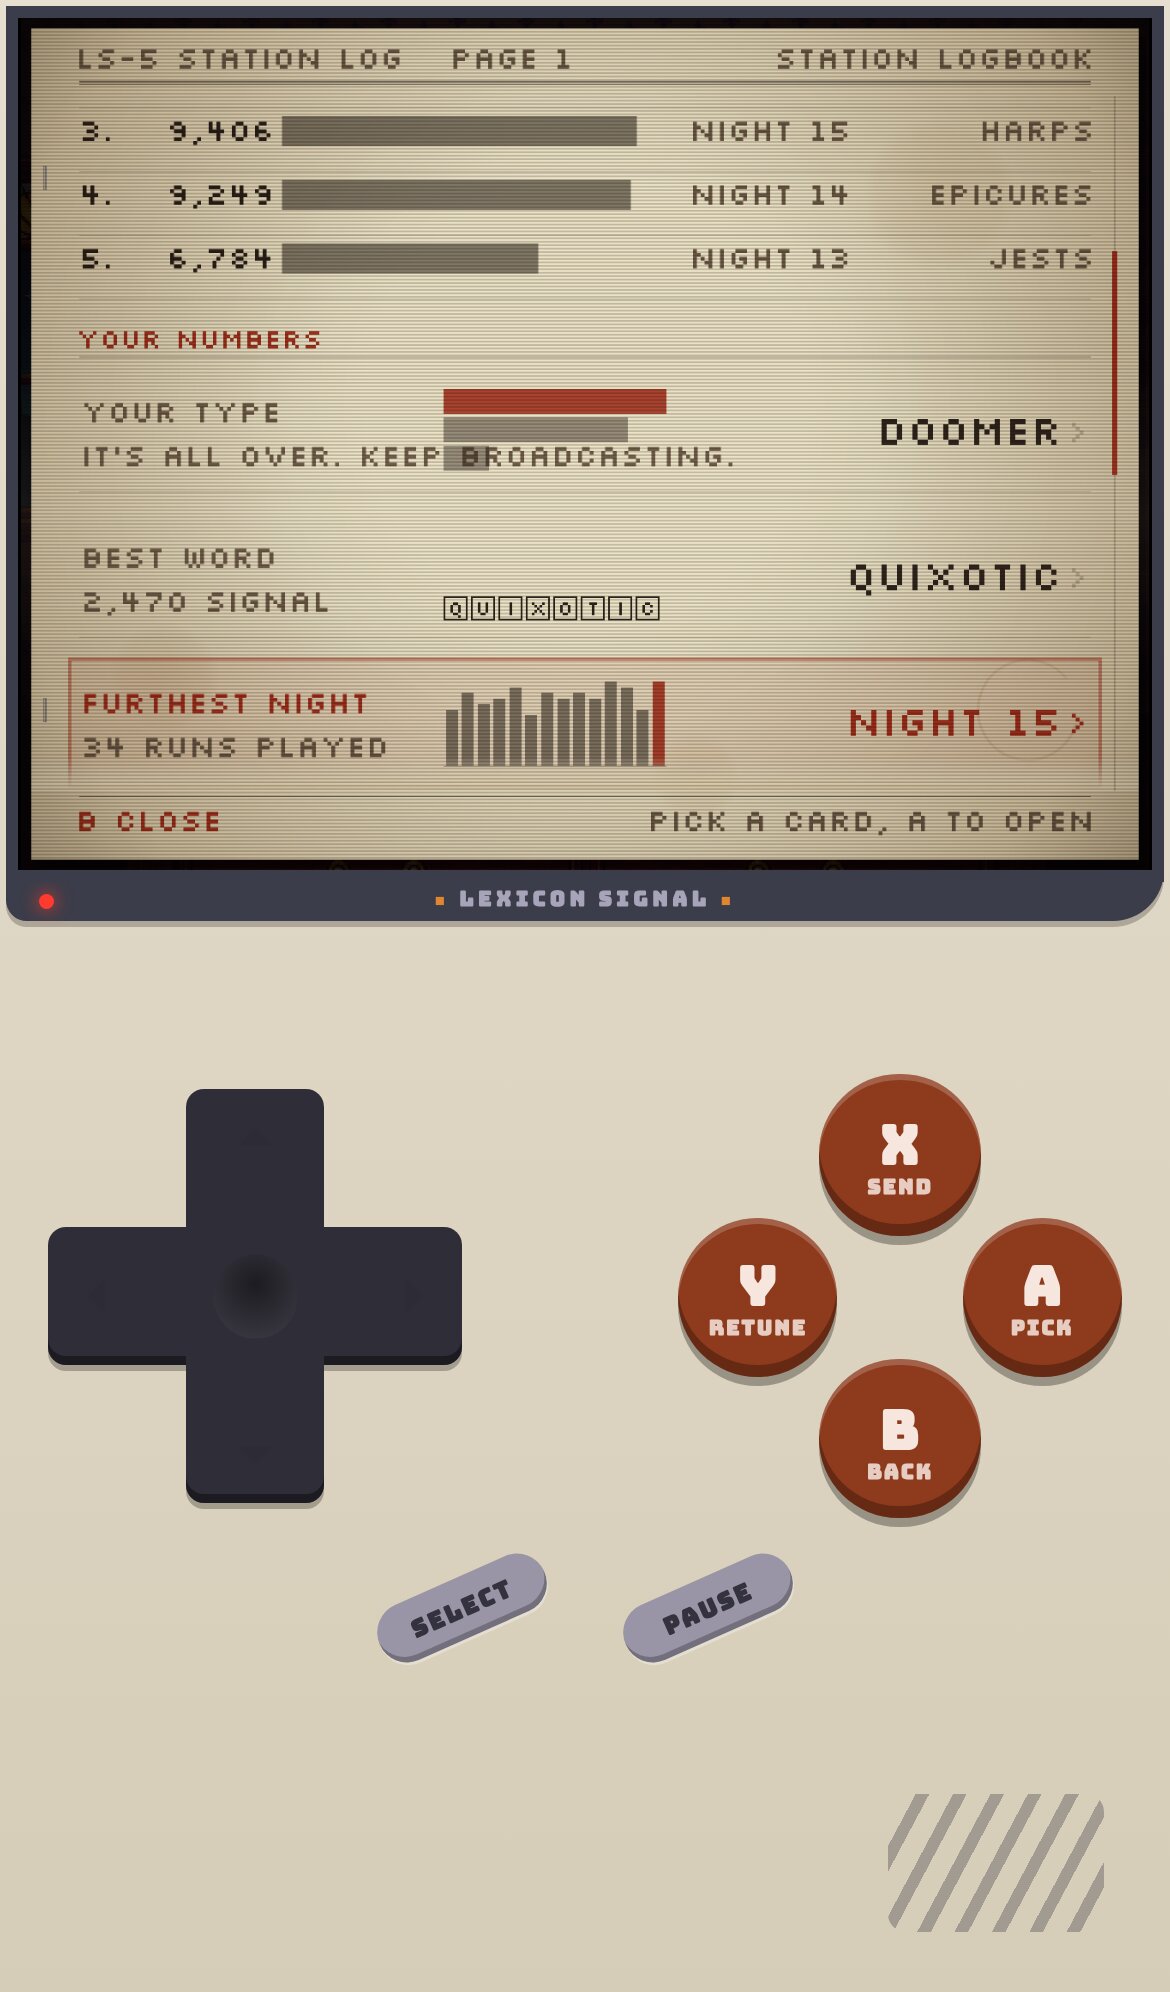 LS-5 STATION LOG PAGE 1 STATION LOGBOOK
3. 9,406 NIGHT 15 HARPS
4. 9,249 NIGHT 14 EPICURES
5. 6,784 NIGHT 13 JESTS
YOUR NUMBERS
YOUR TYPE
DOOMER >
IT'S ALL OVER. KEEP BROADCASTING.
BEST WORD
QUIXOTIC >
2,470 SIGNAL QUIXOTIC
FURTHEST NIGHT
NIGHT 15 >
34 RUNS PLAYED
B CLOSE PICK A CARD, A TO OPEN
LEXICON SIGNAL
X
SEND
Y
RETUNE
A
PICK
B
BACK
SELECT
PAUSE